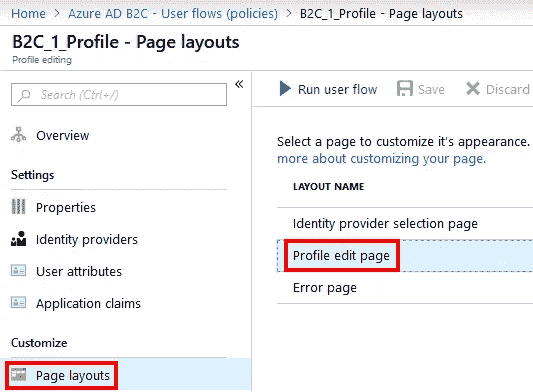 Home > Azure AD B2C - User flows (policies) > B2C_1_Profile - Page layouts
B2C_1_Profile - Page layouts
Profile editing
Search (Ctrl+/)
«
Overview
Settings
Properties
Identity providers
User attributes
Application claims
Customize
Page layouts
Run user flow
Save
Discard
Select a page to customize it's appearance.
more about customizing your page.
LAYOUT NAME
Identity provider selection page
Profile edit page
Error page